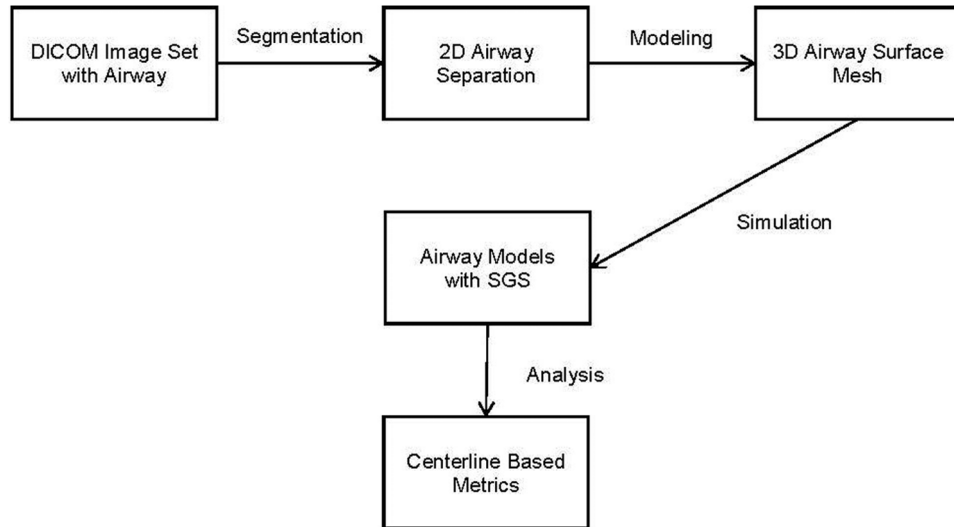 DICOM Image Set
with Airway
Segmentation
2D Airway
Separation
Modeling
3D Airway Surface
Mesh
Simulation
Airway Models
with SGS
Analysis
Centerline Based
Metrics